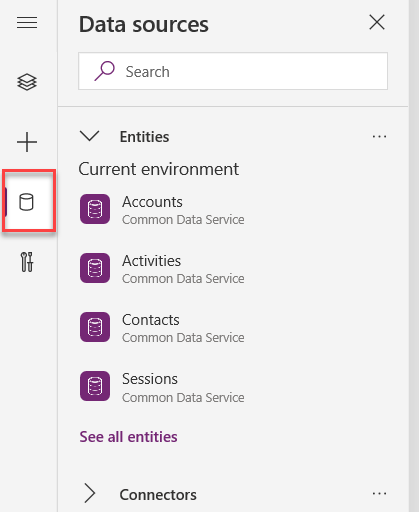 Data sources
Search
Entities
Current environment
Accounts
Common Data Service
Activities
Common Data Service
Contacts
Common Data Service
Sessions
Common Data Service
See all entities
Connectors